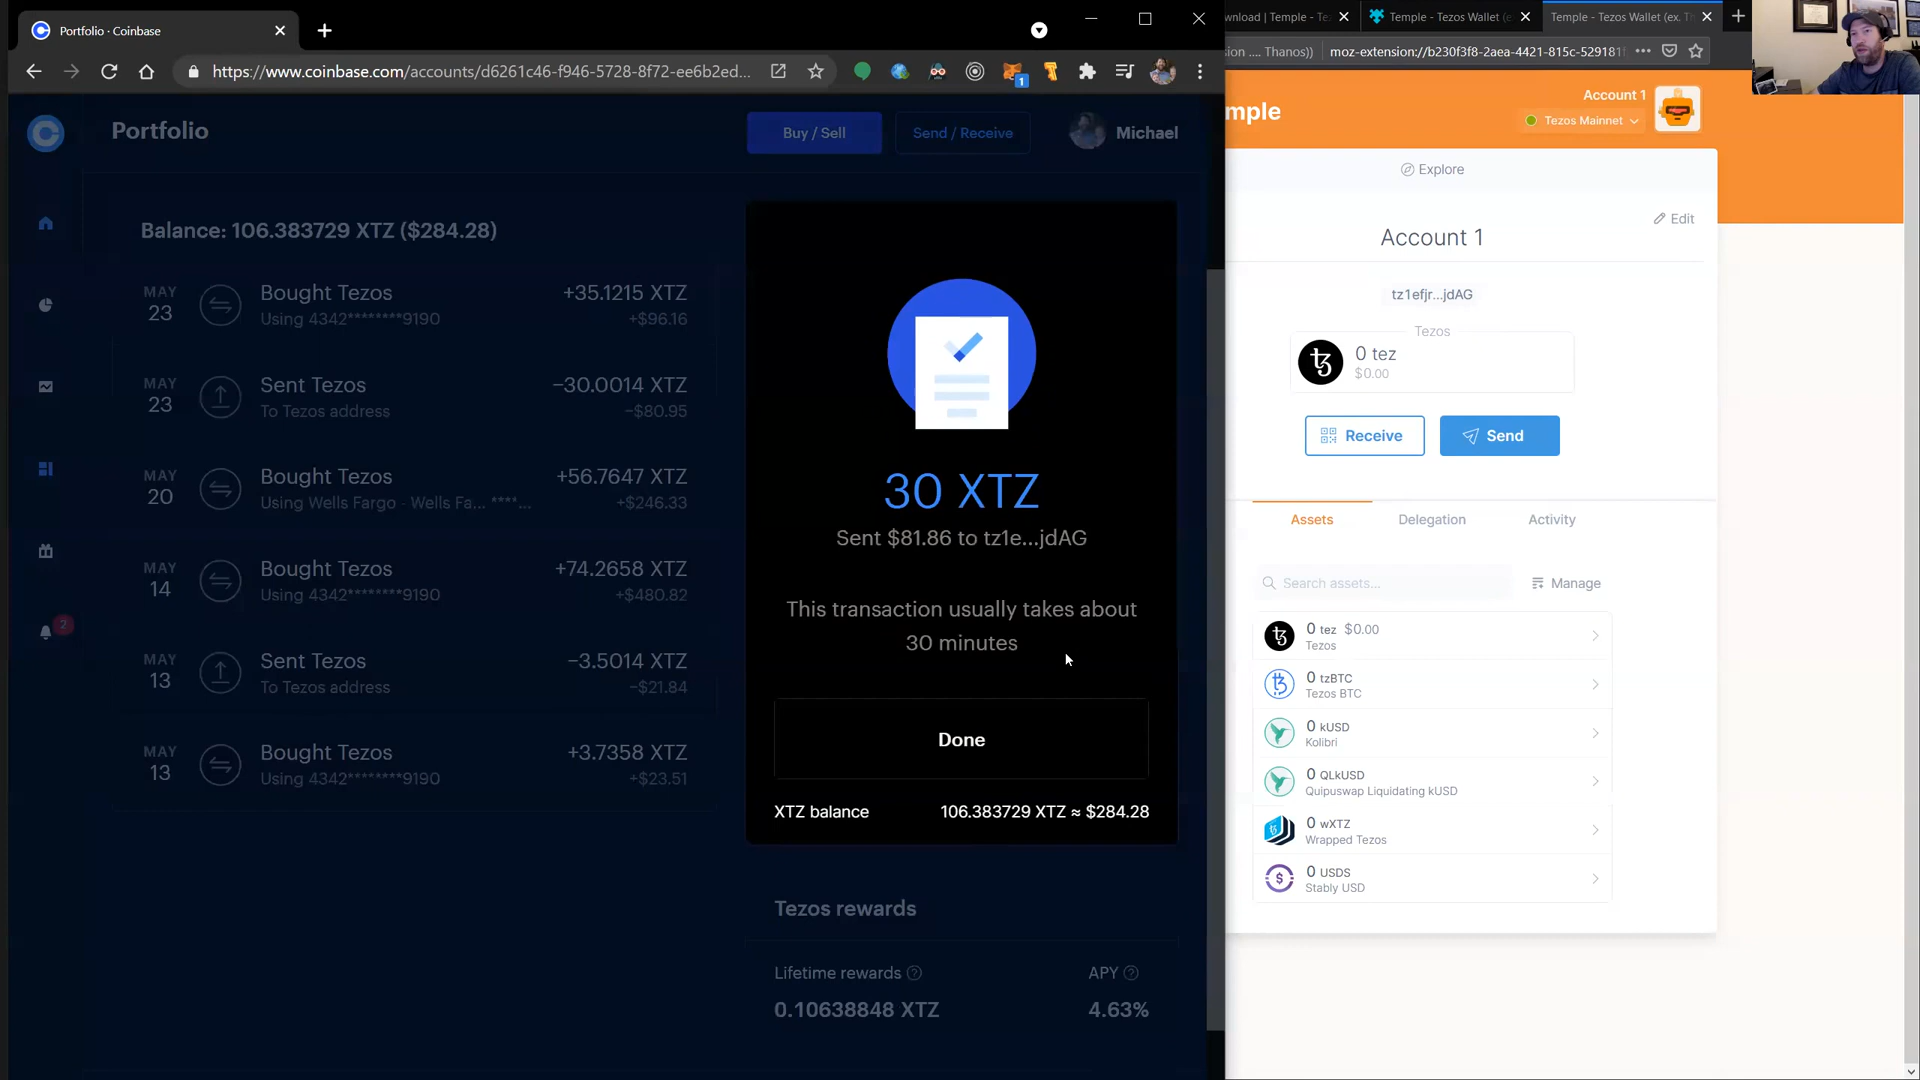 Portfolio · Coinbase
https://www.coinbase.com/accounts/d6261c46-f946-5728-8f72-ee6b2ed...
1
Portfolio
Buy / Sell
Send / Receive
Michael
Balance: 106.383729 XTZ ($284.28)
MAY 23
Bought Tezos
+35.1215 XTZ
Using 4342********9190
+$96.16
MAY 23
Sent Tezos
−30.0014 XTZ
To Tezos address
−$80.95
MAY 20
Bought Tezos
+56.7647 XTZ
Using Wells Fargo - Wells Fa... ****...
+$246.33
MAY 14
Bought Tezos
+74.2658 XTZ
Using 4342********9190
+$480.82
2
MAY 13
Sent Tezos
−3.5014 XTZ
To Tezos address
−$21.84
MAY 13
Bought Tezos
+3.7358 XTZ
Using 4342********9190
+$23.51
30 XTZ
Sent $81.86 to tz1e...jdAG
This transaction usually takes about
30 minutes
Done
XTZ balance
106.383729 XTZ ≈ $284.28
Tezos rewards
Lifetime rewards
APY
0.10638848 XTZ
4.63%
wnload | Temple - Te
Temple - Tezos Wallet (e
Temple - Tezos Wallet (ex. Th
sion .... Thanos))
moz-extension://b230f3f8-2aea-4421-815c-529181
mple
Account 1
Tezos Mainnet
Explore
Edit
Account 1
tz1efjr...jdAG
Tezos
0 tez
$0.00
Receive
Send
Assets
Delegation
Activity
Search assets...
Manage
0 tez $0.00
Tezos
0 tzBTC
Tezos BTC
0 kUSD
Kolibri
0 QLkUSD
Quipuswap Liquidating kUSD
0 wXTZ
Wrapped Tezos
0 USDS
Stably USD